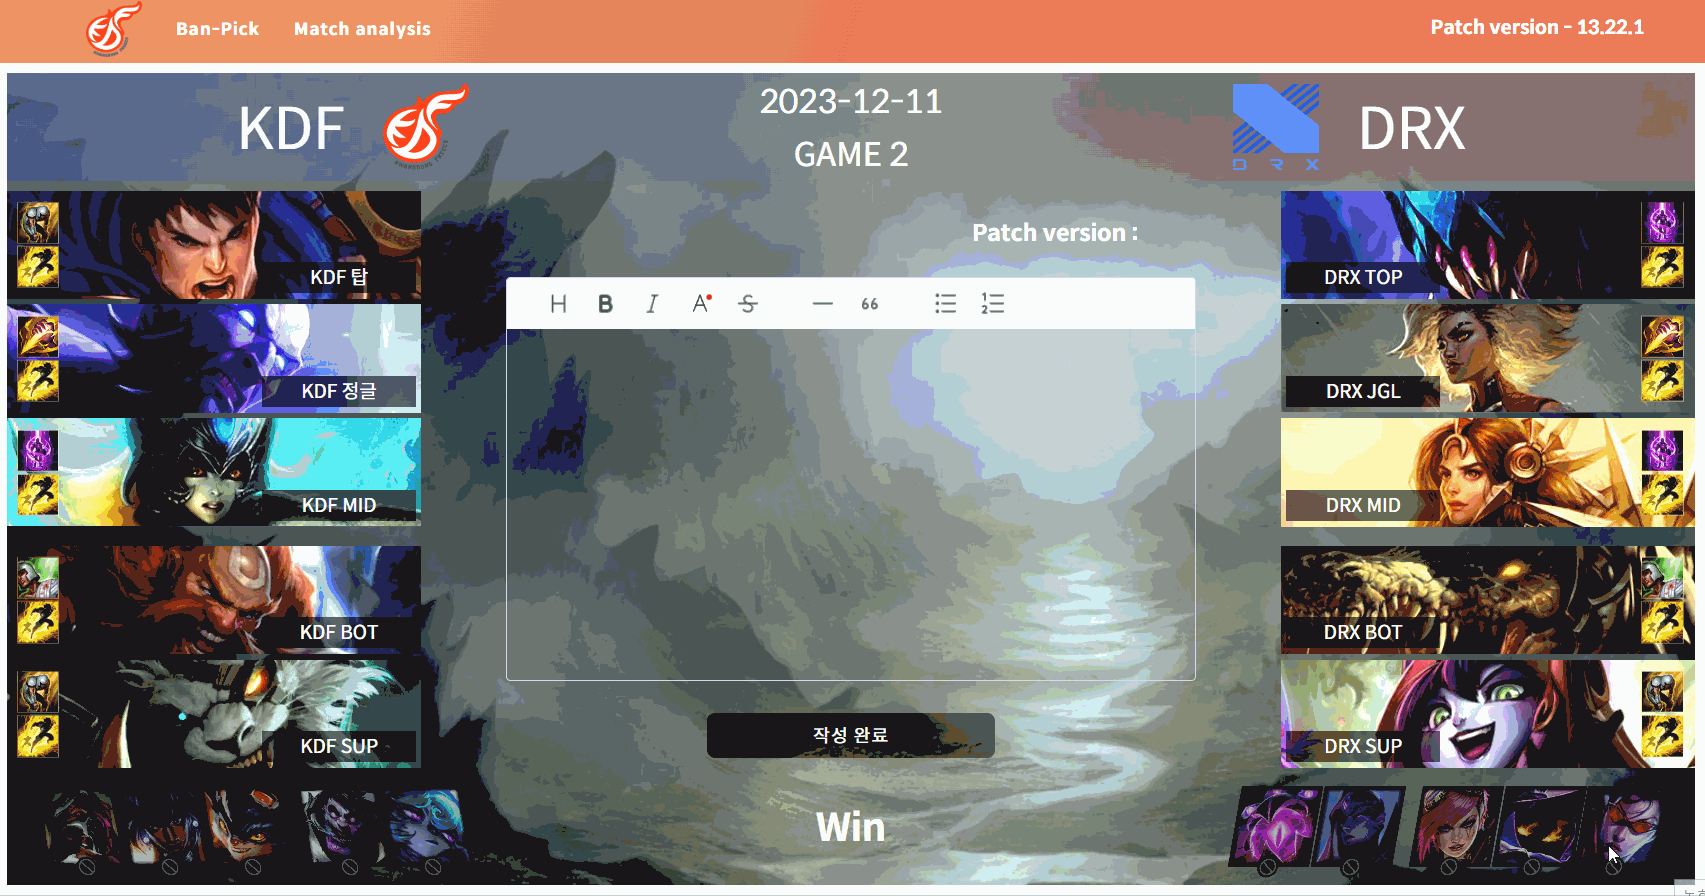 Ban-Pick
Match analysis
Patch version - 13.22.1
KDF
2023-12-11
GAME 2
DRX
DRX
Patch version :
KDF 탑
KDF 정글
KDF MID
KDF BOT
KDF SUP
H B I A S — 66
작성 완료
Win
DRX TOP
DRX JGL
DRX MID
DRX BOT
DRX SUP